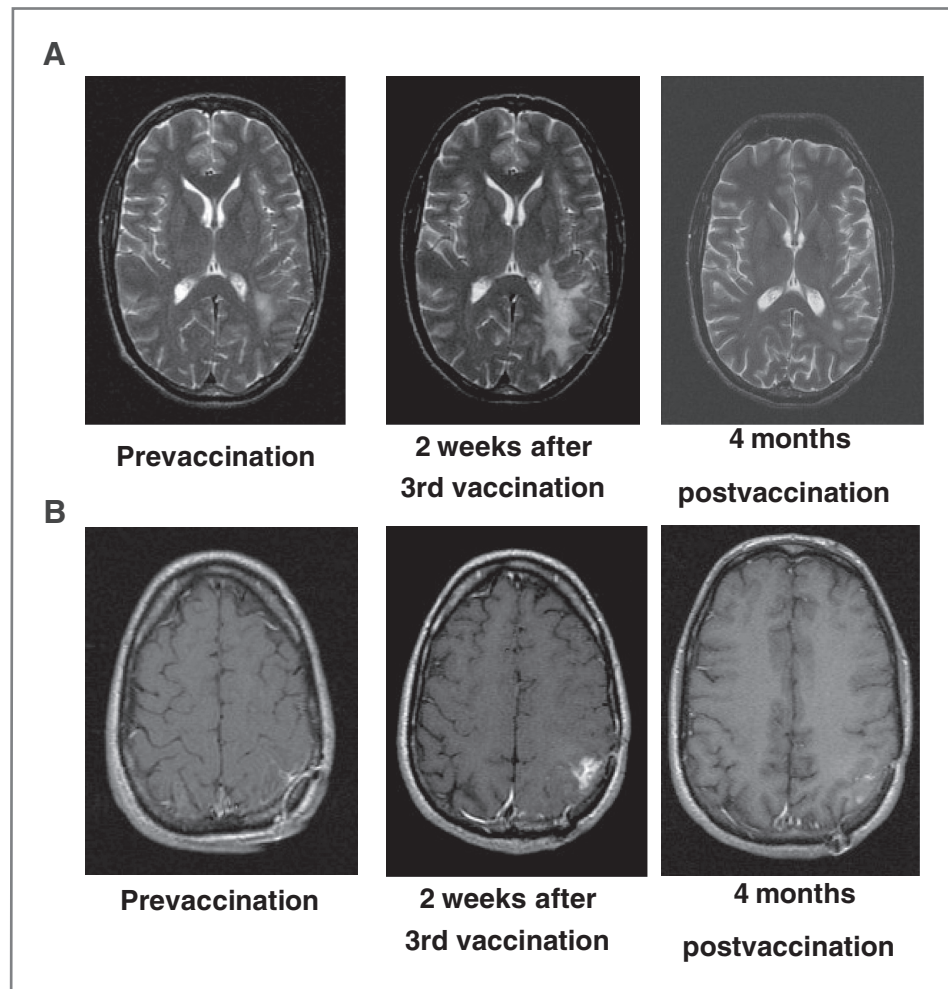 A
Prevaccination
2 weeks after
3rd vaccination
4 months
postvaccination
B
Prevaccination
2 weeks after
3rd vaccination
4 months
postvaccination